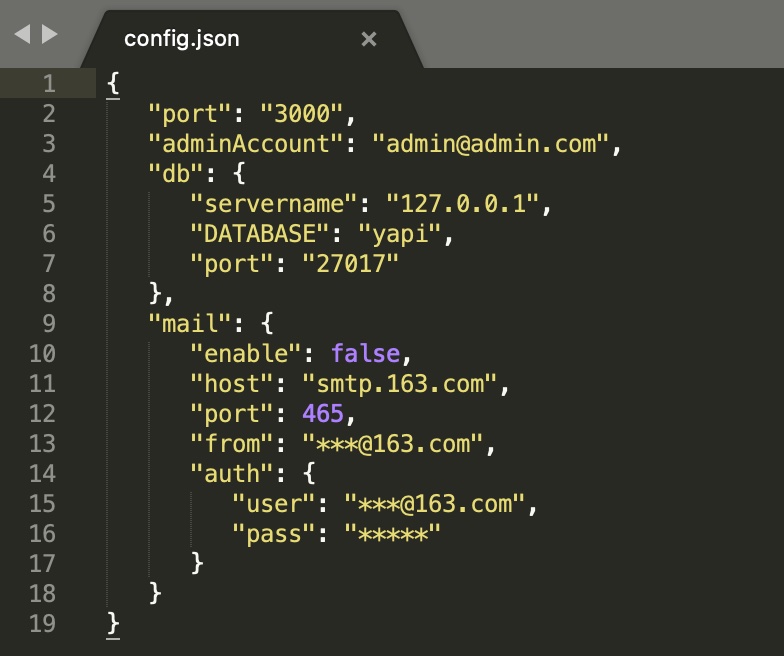 config.json
1 {
2 "port": "3000",
3 "adminAccount": "admin@admin.com",
4 "db": {
5 "servername": "127.0.0.1",
6 "DATABASE": "yapi",
7 "port": "27017"
8 },
9 "mail": {
10 "enable": false,
11 "host": "smtp.163.com",
12 "port": 465,
13 "from": "***@163.com",
14 "auth": {
15 "user": "***@163.com",
16 "pass": "*****"
17 }
18 }
19 }